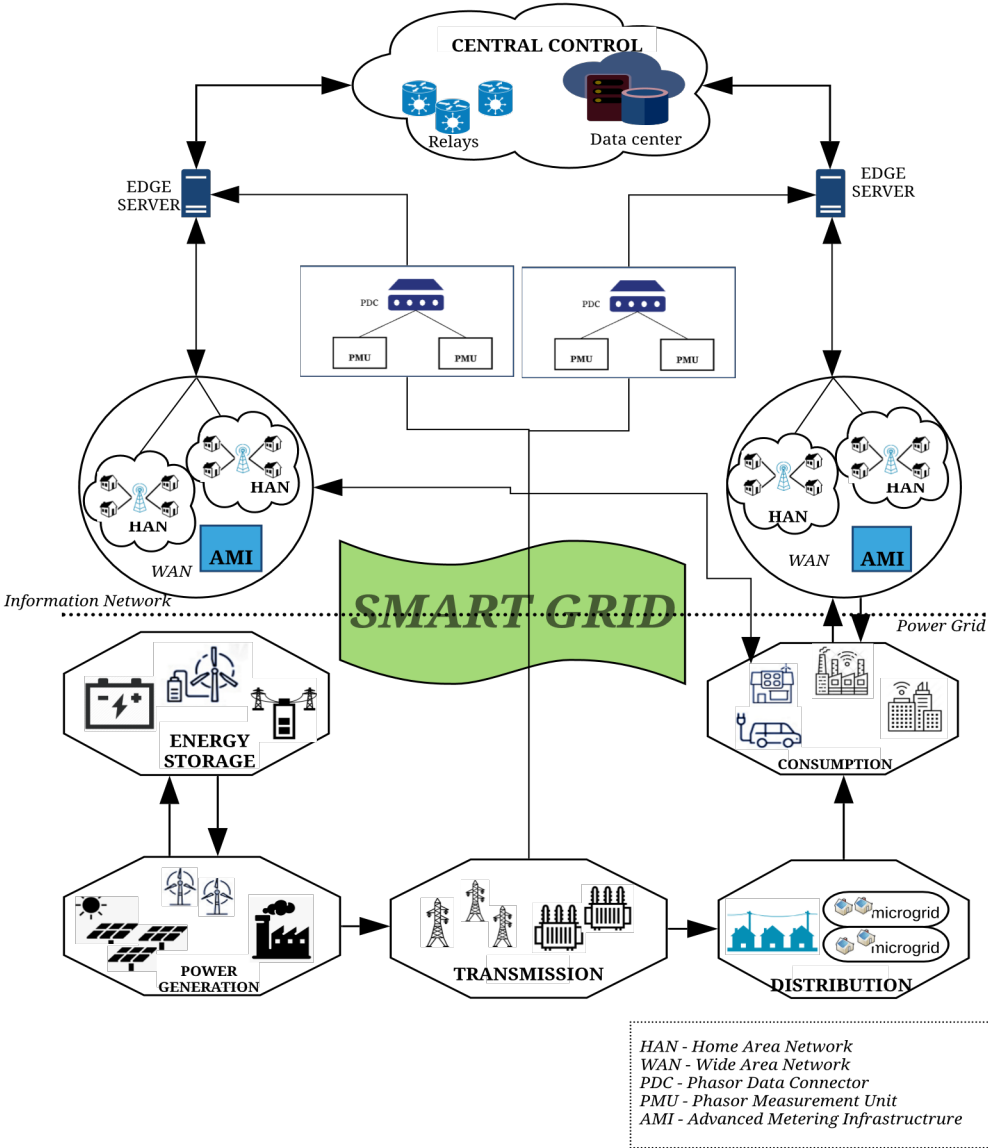 CENTRAL CONTROL
Relays
Data center
EDGE
SERVER
EDGE
SERVER
PDC
PMU
PMU
PDC
PMU
PMU
HAN
HAN
WAN
AMI
HAN
HAN
WAN
AMI
SMART GRID
Information Network
Power Grid
ENERGY
STORAGE
CONSUMPTION
POWER
GENERATION
TRANSMISSION
microgrid
microgrid
DISTRIBUTION
HAN - Home Area Network
WAN - Wide Area Network
PDC - Phasor Data Connector
PMU - Phasor Measurement Unit
AMI - Advanced Metering Infrastructrure